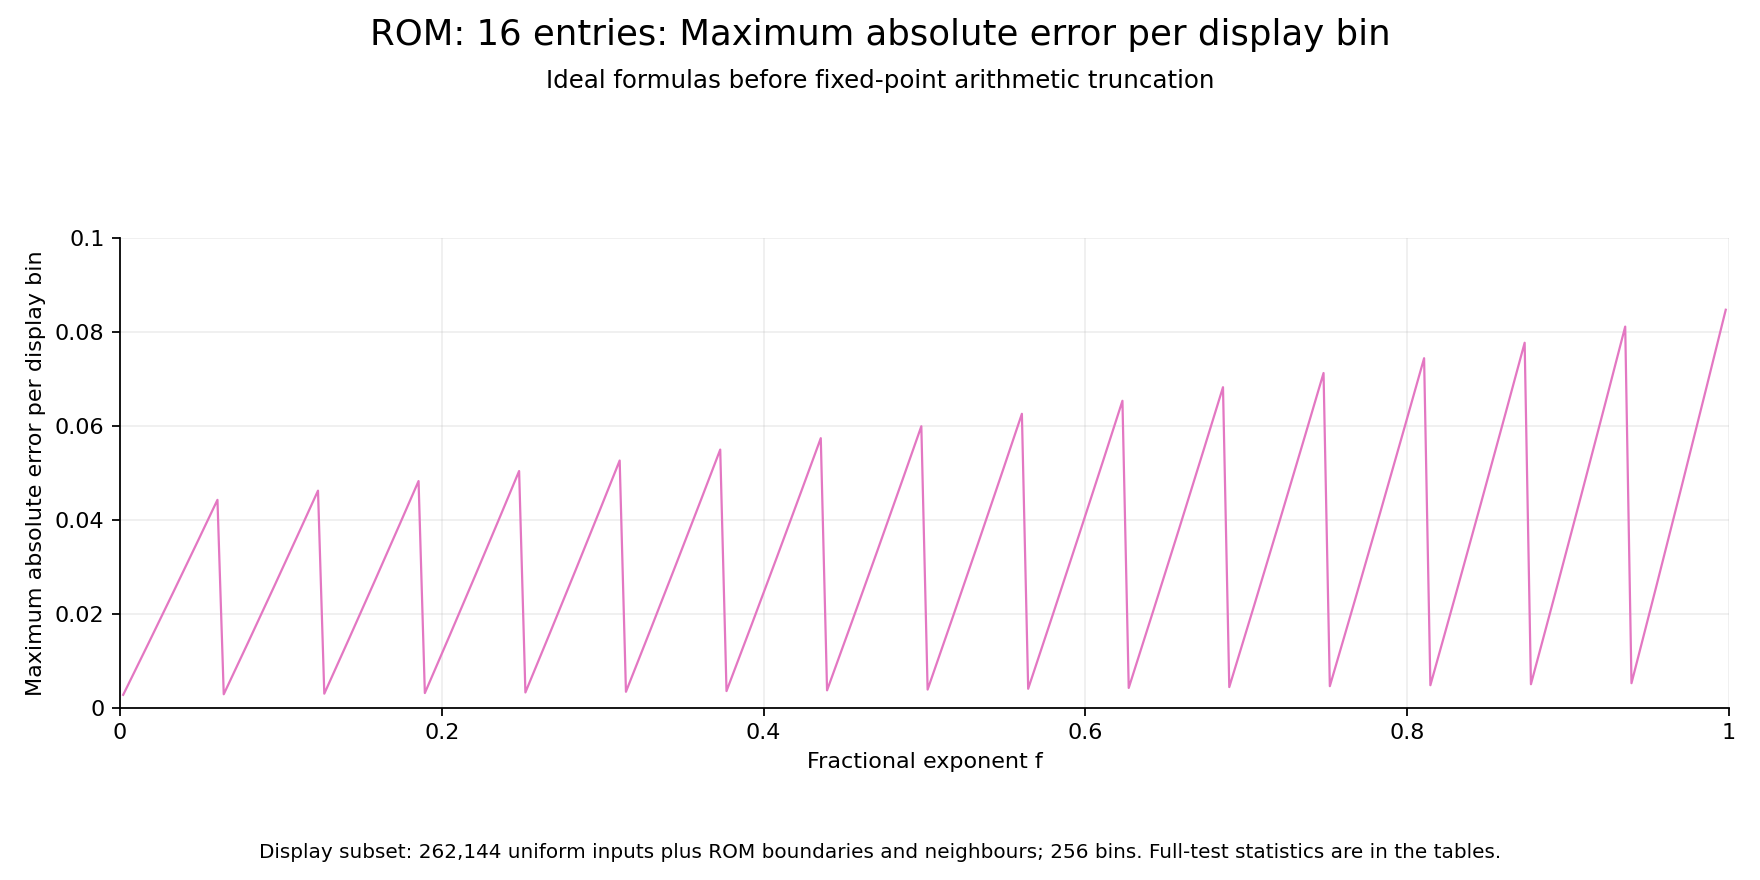 ROM: 16 entries: Maximum absolute error per display bin
Ideal formulas before fixed-point arithmetic truncation
Maximum absolute error per display bin
0.1
0.08
0.06
0.04
0.02
0
0 0.2 0.4 0.6 0.8 1
Fractional exponent f
Display subset: 262,144 uniform inputs plus ROM boundaries and neighbours; 256 bins. Full-test statistics are in the tables.